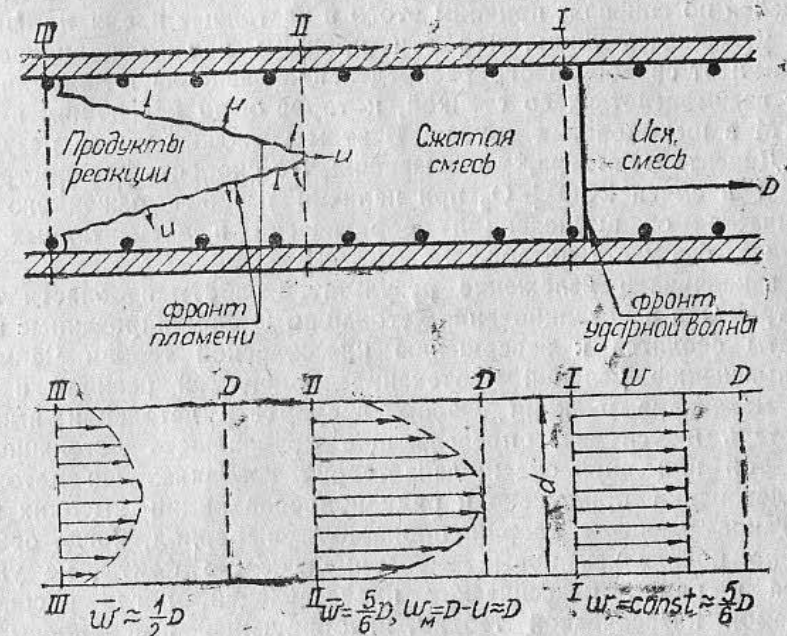 III
II
I
Продукты
реакции
u
u
u
Сжатая
смесь
Исх.
смесь
D
фронт
пламени
фронт
ударной волны
III
D
II
D
I
W
D
d
III
II
I
w̄ ≈ 1/2 D
w̄ = 5/6 D, w_м = D - u ≈ D
w = const ≈ 5/6 D